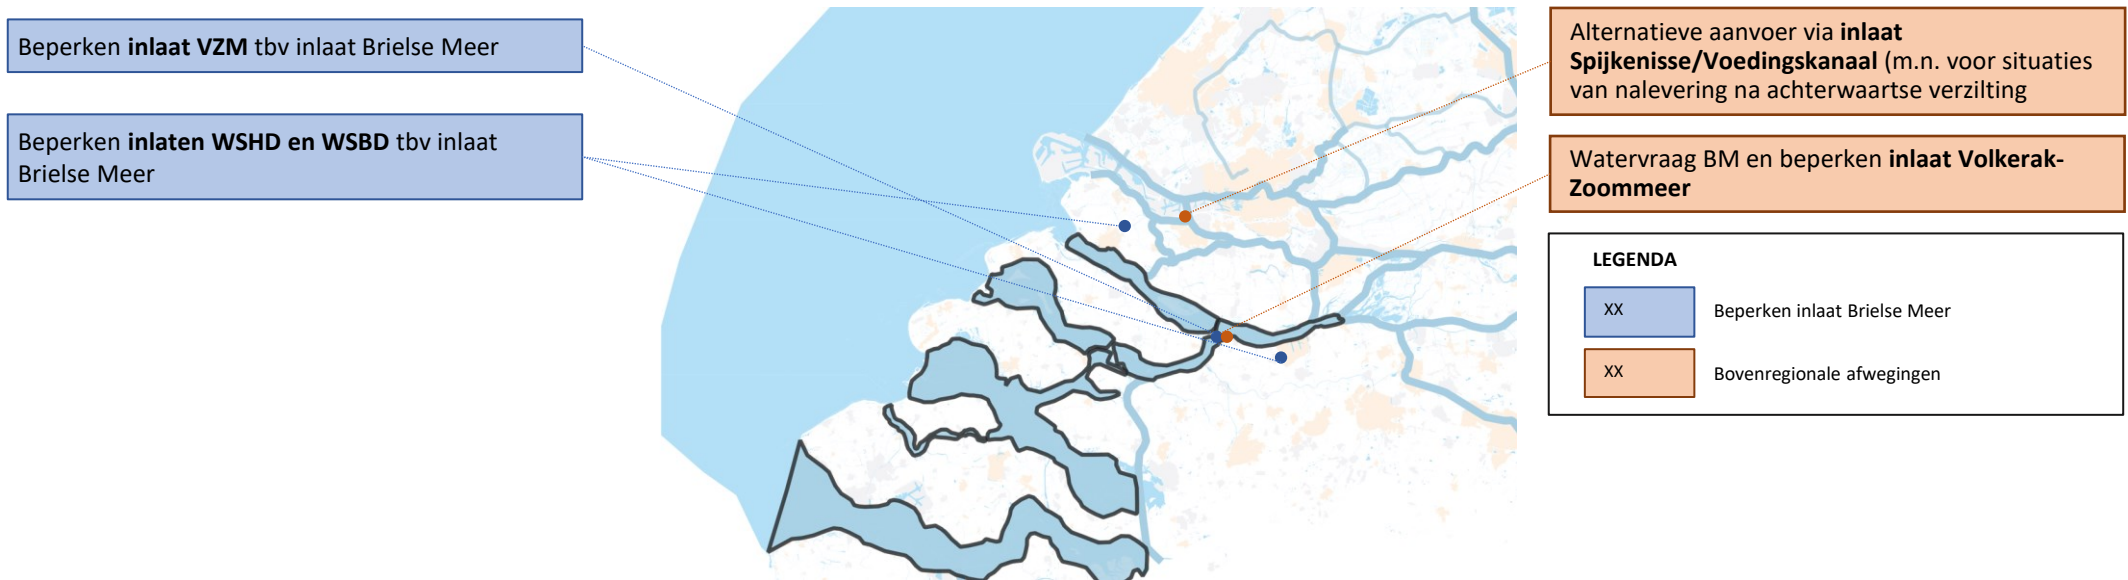 Beperken inlaat VZM tbv inlaat Brielse Meer
Beperken inlaten WSHD en WSBD tbv inlaat
Brielse Meer
Alternatieve aanvoer via inlaat
Spijkenisse/Voedingskanaal (m.n. voor situaties
van nalevering na achterwaartse verzilting
Watervraag BM en beperken inlaat Volkerak-
Zoommeer
LEGENDA
XX
Beperken inlaat Brielse Meer
XX
Bovenregionale afwegingen